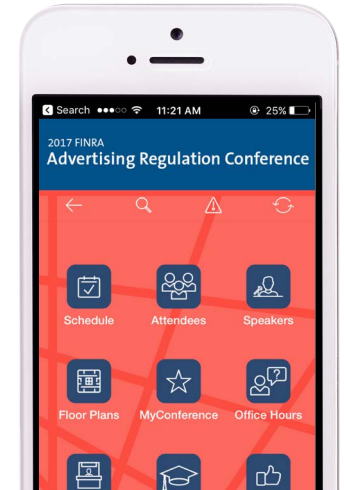 Search 11:21 AM 25%
2017 FINRA
Advertising Regulation Conference
Schedule Attendees Speakers
Floor Plans MyConference Office Hours